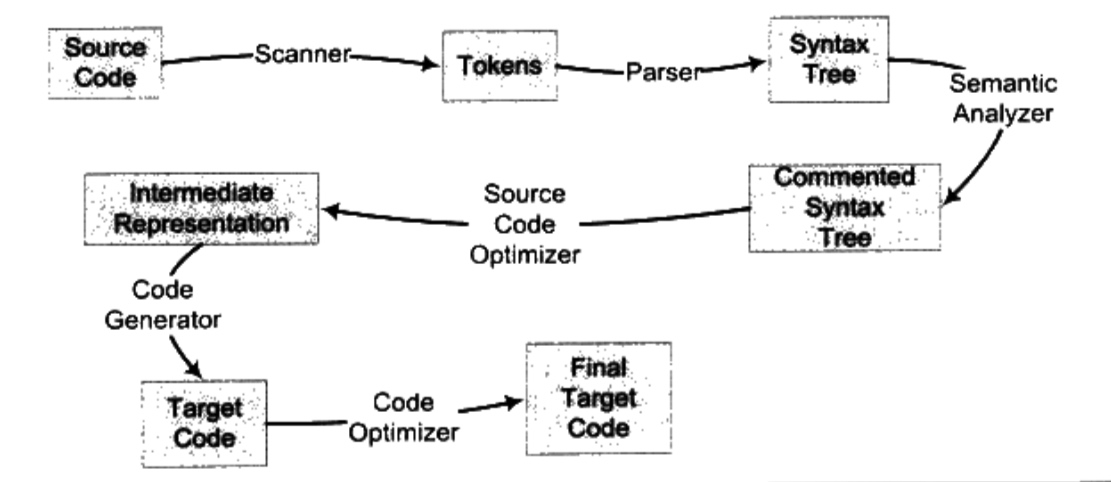 Source
Code
Scanner
Tokens
Parser
Syntax
Tree
Semantic
Analyzer
Commented
Syntax
Tree
Source
Code
Optimizer
Intermediate
Representation
Code
Generator
Target
Code
Code
Optimizer
Final
Target
Code